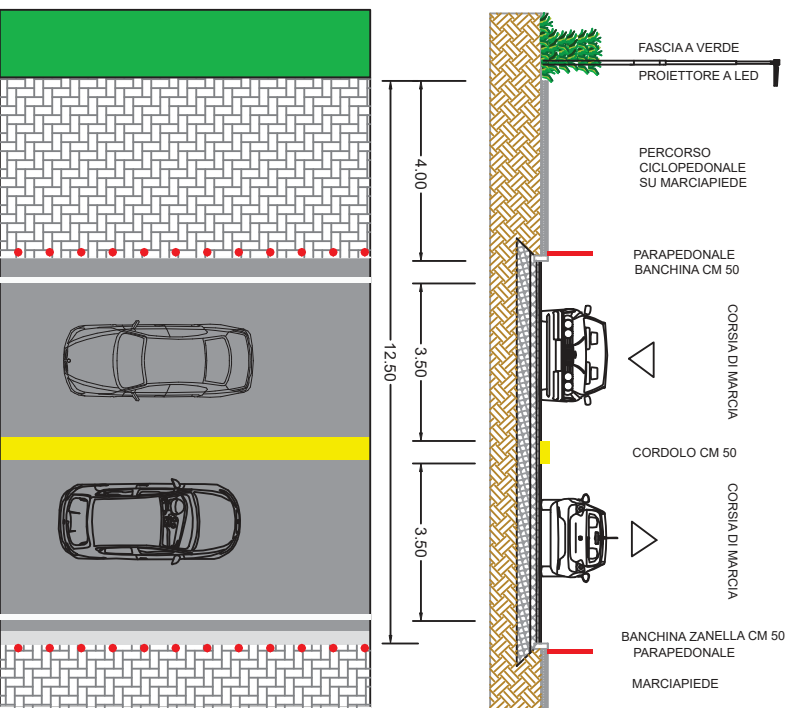 FASCIA A VERDE
PROIETTORE A LED
4.00
PERCORSO
CICLOPEDONALE
SU MARCIAPIEDE
PARAPEDONALE
BANCHINA CM 50
12.50
3.50
CORSIA DI MARCIA
CORDOLO CM 50
3.50
CORSIA DI MARCIA
BANCHINA ZANELLA CM 50
PARAPEDONALE
MARCIAPIEDE